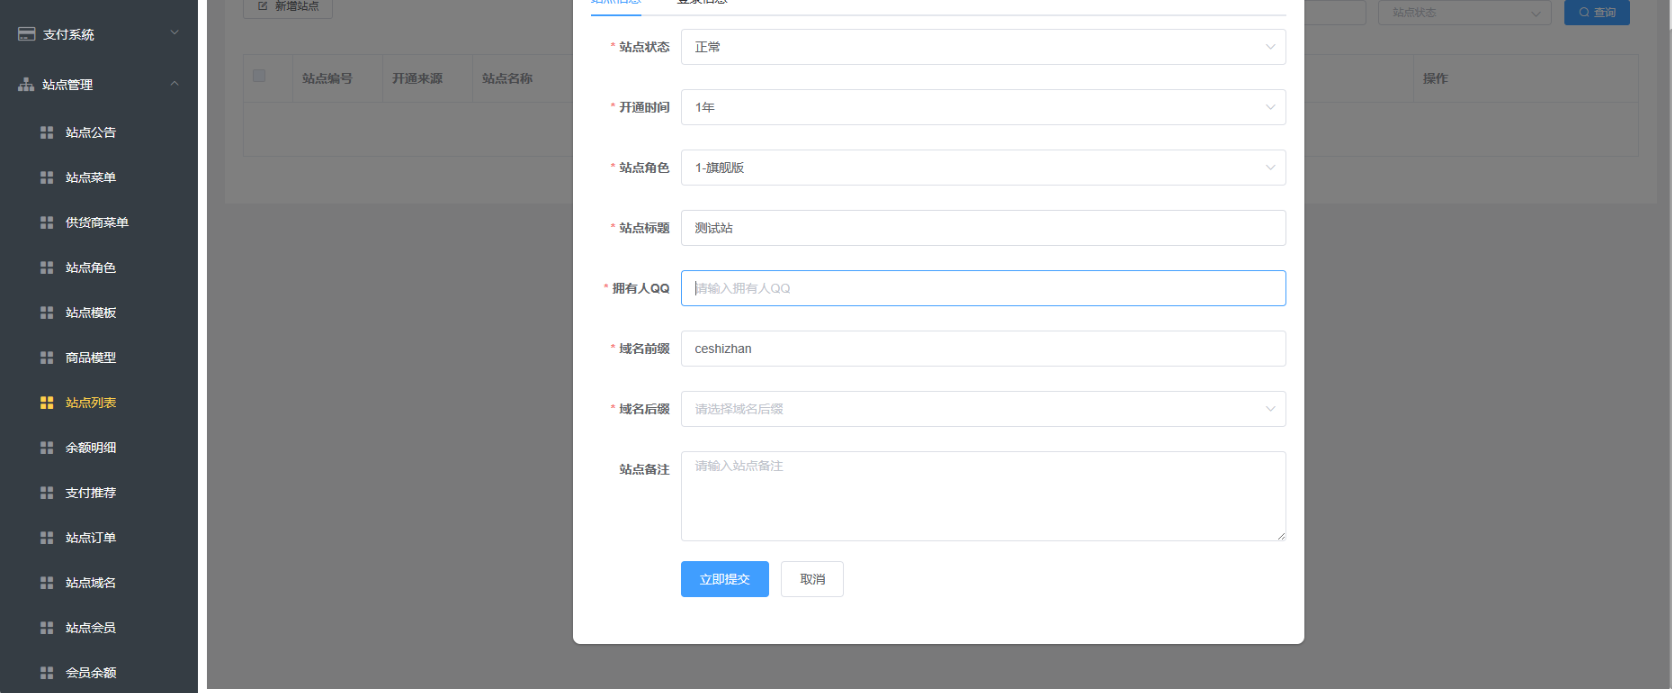 支付系统
站点管理
站点公告
站点菜单
供货商菜单
站点角色
站点模板
商品模型
站点列表
余额明细
支付推荐
站点订单
站点域名
站点会员
会员余额
新增站点
站点状态
查询
站点编号
开通来源
站点名称
操作
站点信息
登录信息
* 站点状态
正常
* 开通时间
1年
* 站点角色
1-旗舰版
* 站点标题
测试站
* 拥有人QQ
请输入拥有人QQ
* 域名前缀
ceshizhan
* 域名后缀
请选择域名后缀
站点备注
请输入站点备注
立即提交
取消